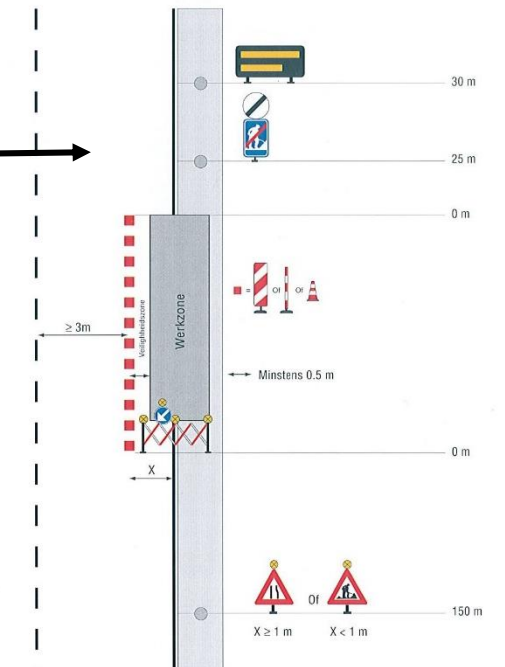 30 m
25 m
0 m
= Of Of
≥ 3m
Veiligheidszone
Werkzone
Minstens 0.5 m
0 m
X
Of
150 m
X ≥ 1 m
X < 1 m